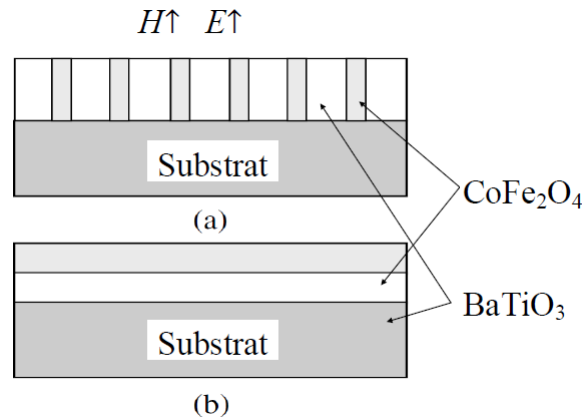 H↑ E↑
Substrat
(a)
CoFe₂O₄
BaTiO₃
Substrat
(b)